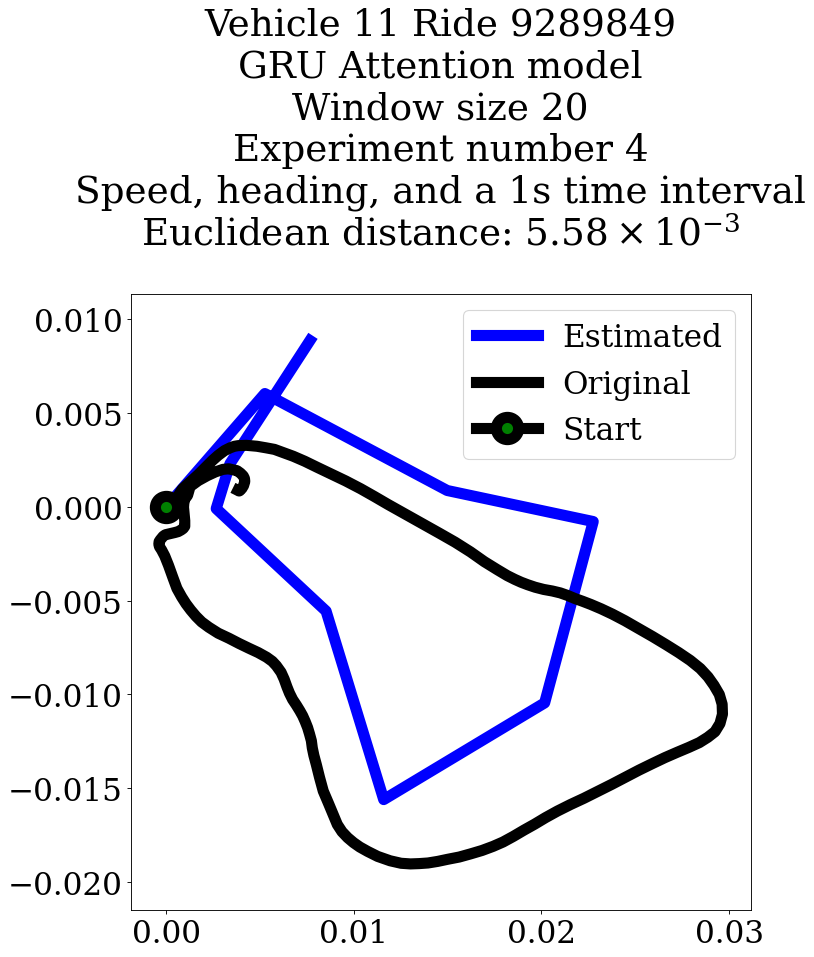 Vehicle 11 Ride 9289849
GRU Attention model
Window size 20
Experiment number 4
Speed, heading, and a 1s time interval
Euclidean distance: 5.58 × 10⁻³
Estimated
Original
Start
0.010
0.005
0.000
−0.005
−0.010
−0.015
−0.020
0.00 0.01 0.02 0.03